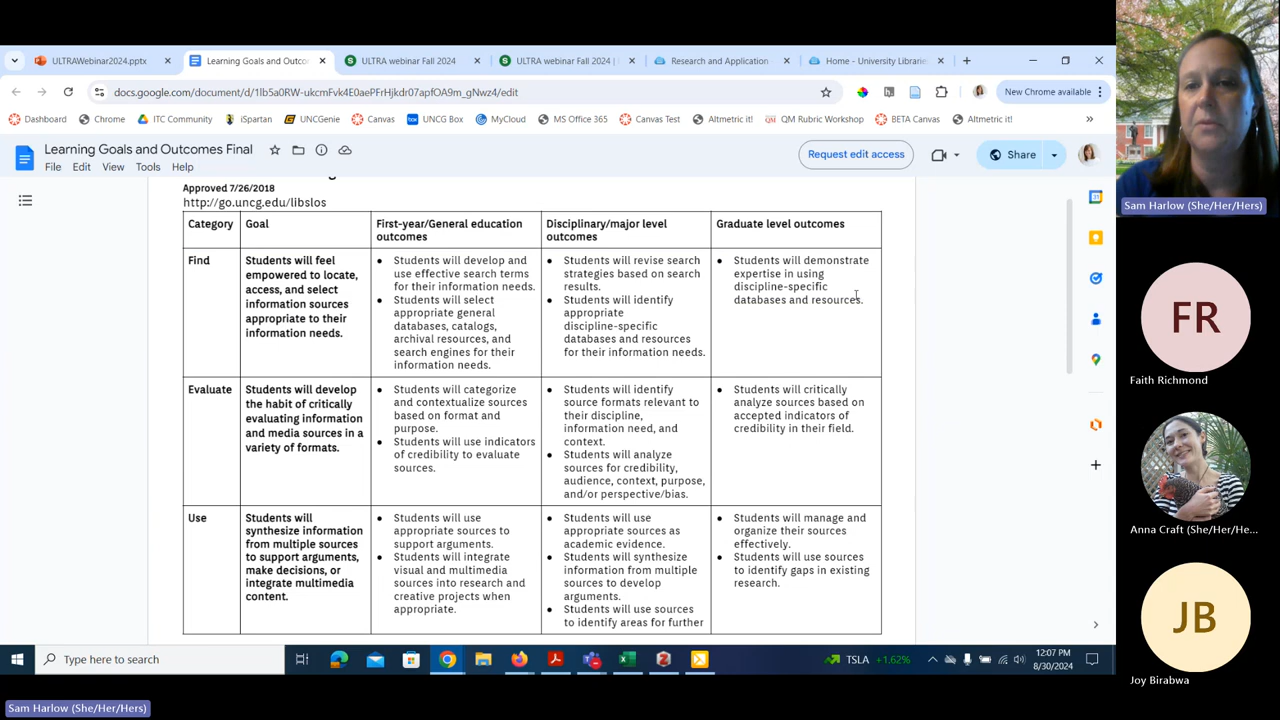 ULTRAWebinar2024.pptx
Learning Goals and Outco
ULTRA webinar Fall 2024
ULTRA webinar Fall 2024 |
Research and Application
Home - University Librarie
docs.google.com/document/d/1lb5a0RW-ukcmFvk4E0aePFrHjkdr07apfOA9m_gNwz4/edit
New Chrome available
Dashboard
Chrome
ITC Community
iSpartan
UNCGenie
Canvas
UNCG Box
MyCloud
MS Office 365
Canvas Test
Altmetric it!
QM Rubric Workshop
BETA Canvas
Altmetric it!
Learning Goals and Outcomes Final
File Edit View Tools Help
Request edit access
Share
Approved 7/26/2018
http://go.uncg.edu/libslos
Category
Goal
First-year/General education
outcomes
Disciplinary/major level
outcomes
Graduate level outcomes
Find
Students will feel
empowered to locate,
access, and select
information sources
appropriate to their
information needs.
● Students will develop and
use effective search terms
for their information needs.
● Students will select
appropriate general
databases, catalogs,
archival resources, and
search engines for their
information needs.
● Students will revise search
strategies based on search
results.
● Students will identify
appropriate
discipline-specific
databases and resources
for their information needs.
● Students will demonstrate
expertise in using
discipline-specific
databases and resources.
Evaluate
Students will develop
the habit of critically
evaluating information
and media sources in a
variety of formats.
● Students will categorize
and contextualize sources
based on format and
purpose.
● Students will use indicators
of credibility to evaluate
sources.
● Students will identify
source formats relevant to
their discipline,
information need, and
context.
● Students will analyze
sources for credibility,
audience, context, purpose,
and/or perspective/bias.
● Students will critically
analyze sources based on
accepted indicators of
credibility in their field.
Use
Students will
synthesize information
from multiple sources
to support arguments,
make decisions, or
integrate multimedia
content.
● Students will use
appropriate sources to
support arguments.
● Students will integrate
visual and multimedia
sources into research and
creative projects when
appropriate.
● Students will use
appropriate sources as
academic evidence.
● Students will synthesize
information from multiple
sources to develop
arguments.
● Students will use sources
to identify areas for further
● Students will manage and
organize their sources
effectively.
● Students will use sources
to identify gaps in existing
research.
Type here to search
TSLA +1.62%
12:07 PM
8/30/2024
Sam Harlow (She/Her/Hers)
Sam Harlow (She/Her/Hers)
FR
Faith Richmond
Anna Craft (She/Her/He...
JB
Joy Birabwa